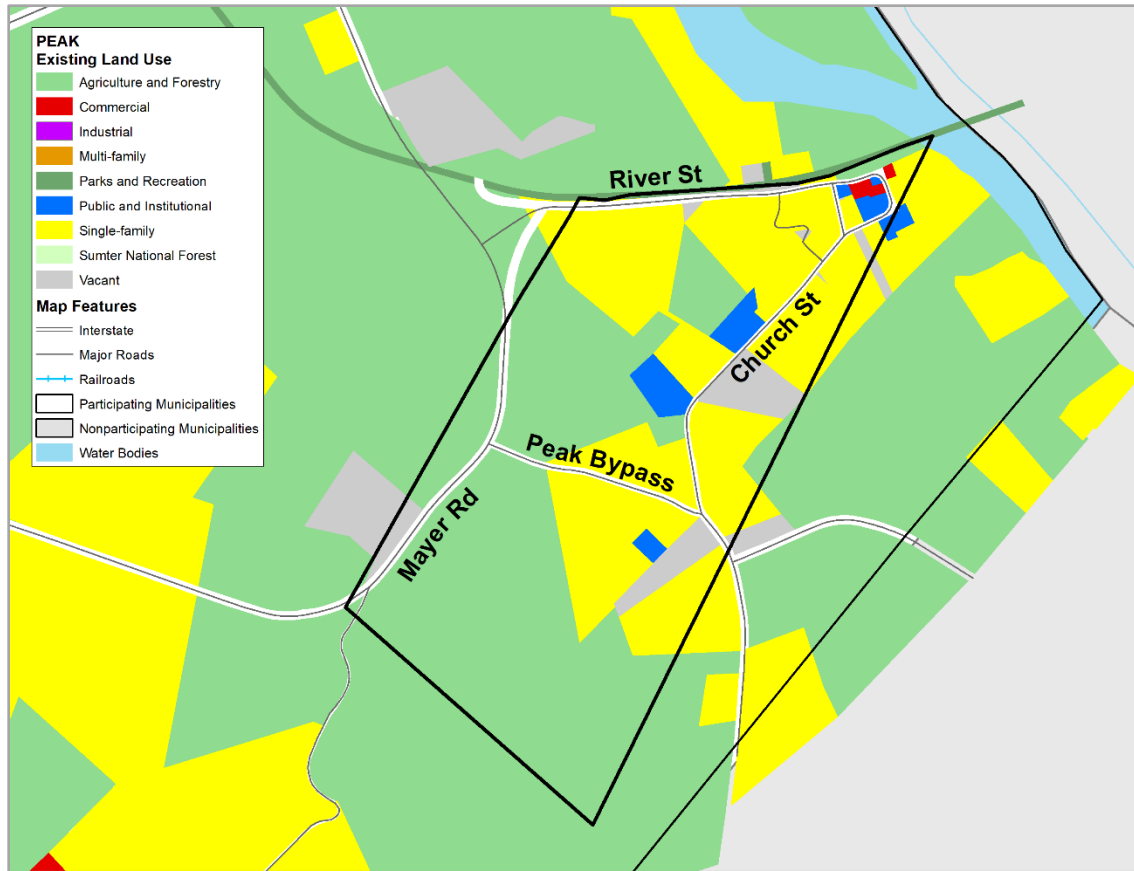 PEAK
Existing Land Use
Agriculture and Forestry
Commercial
Industrial
Multi-family
Parks and Recreation
Public and Institutional
Single-family
Sumter National Forest
Vacant
Map Features
Interstate
Major Roads
Railroads
Participating Municipalities
Nonparticipating Municipalities
Water Bodies
River St
Church St
Peak Bypass
Mayer Rd